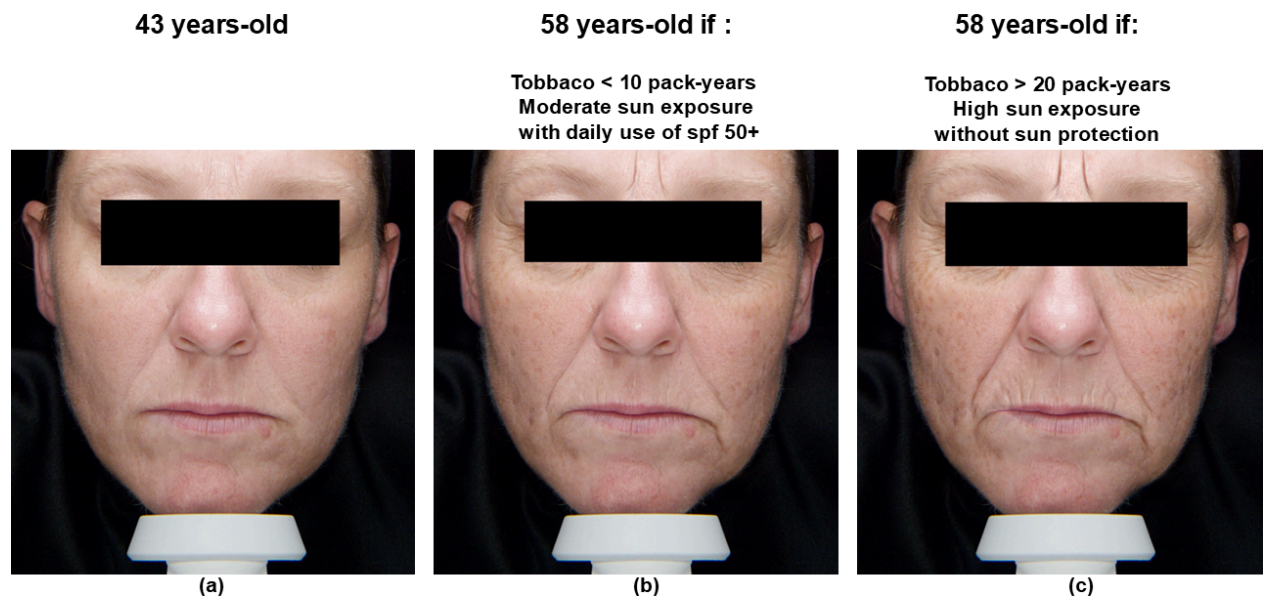 43 years-old
58 years-old if :
58 years-old if:
Tobbaco < 10 pack-years
Moderate sun exposure
with daily use of spf 50+
Tobbaco > 20 pack-years
High sun exposure
without sun protection
(a)
(b)
(c)